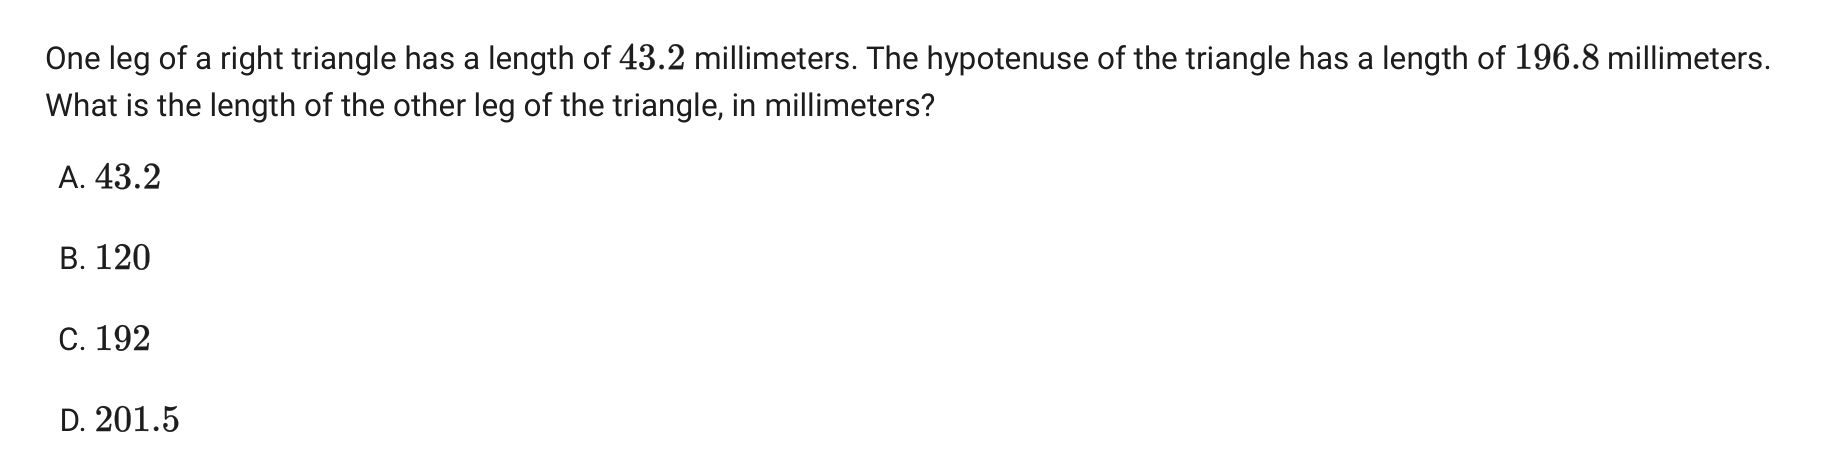 One leg of a right triangle has a length of 43.2 millimeters. The hypotenuse of the triangle has a length of 196.8 millimeters.
What is the length of the other leg of the triangle, in millimeters?
A. 43.2
B. 120
C. 192
D. 201.5